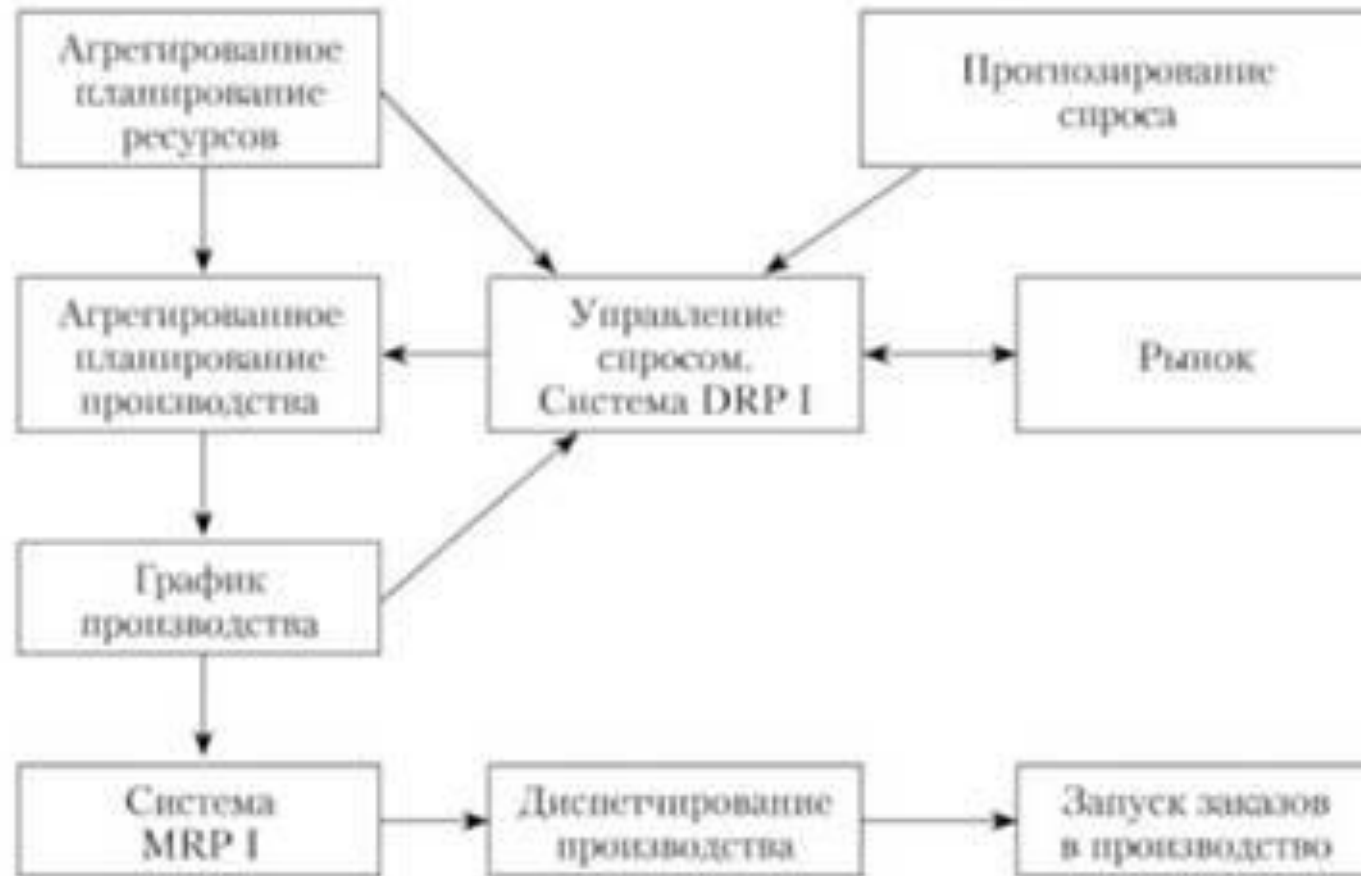 Агрегированное
планирование
ресурсов
Прогнозирование
спроса
Агрегированное
планирование
производства
Управление
спросом.
Система DRP I
Рынок
График
производства
Система
MRP I
Диспетчирование
производства
Запуск заказов
в производство